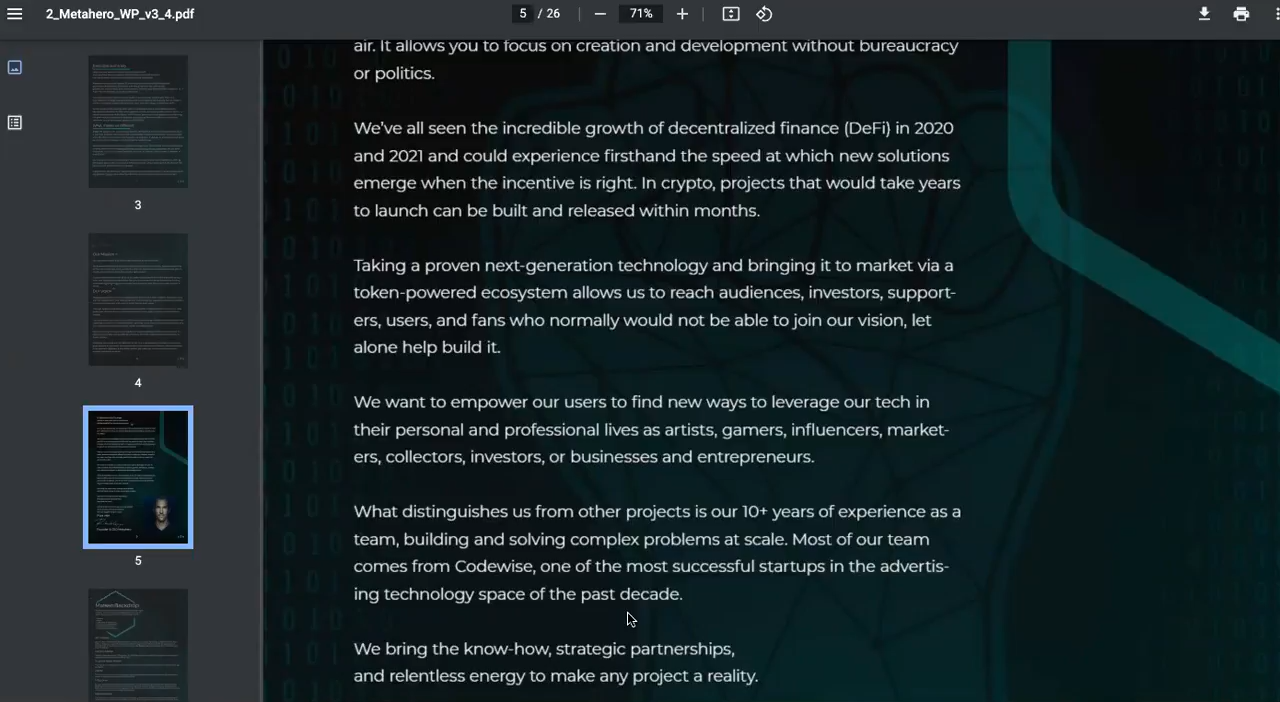 2_Metahero_WP_v3_4.pdf
5 / 26
71%
3
4
5
air. It allows you to focus on creation and development without bureaucracy
or politics.
We all saw the explosive growth of decentralized finance (DeFi) in 2020
and 2021 and could experience firsthand the speed at which new solutions
emerge when the incentive is right. In crypto, projects that would take years
to launch can be built and released within months.
Taking a proven new scanning technology and bringing it to market via a
token-powered ecosystem allows us to reach audiences, investors, support-
ers, users, and fans who normally would not be able to join our vision, let
alone help build it.
We want to empower our users to find new ways to leverage our tech in
their personal and professional lives as artists, gamers, influencers, market-
ers, collectors, investors or businesses and entrepreneurs.
What distinguishes us from other projects is our 10+ years of experience as a
team, building and solving complex problems at scale. Most of our team
comes from Codewise, one of the most successful startups in the advertis-
ing technology space of the past decade.
We bring the know-how, strategic partnerships,
and relentless energy to make any project a reality.